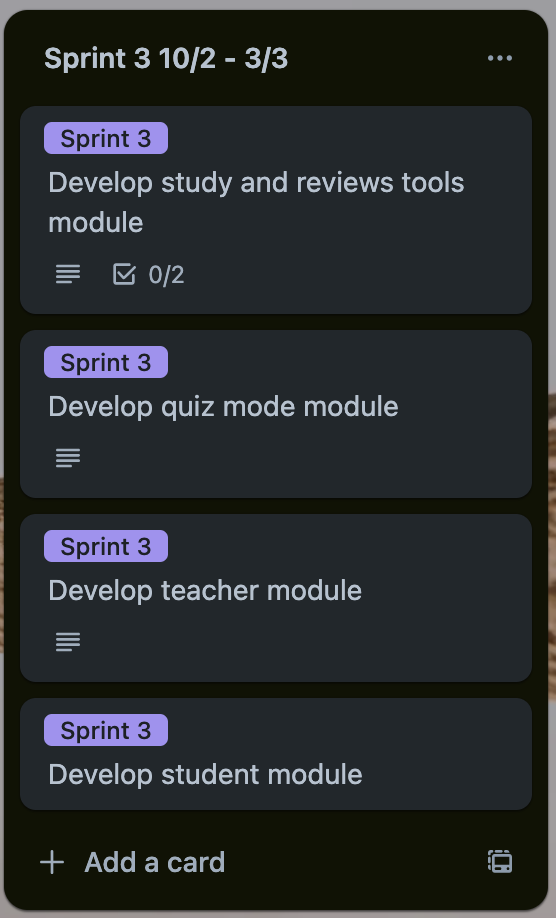 Sprint 3 10/2 - 3/3
Sprint 3
Develop study and reviews tools
module
0/2
Sprint 3
Develop quiz mode module
Sprint 3
Develop teacher module
Sprint 3
Develop student module
Add a card